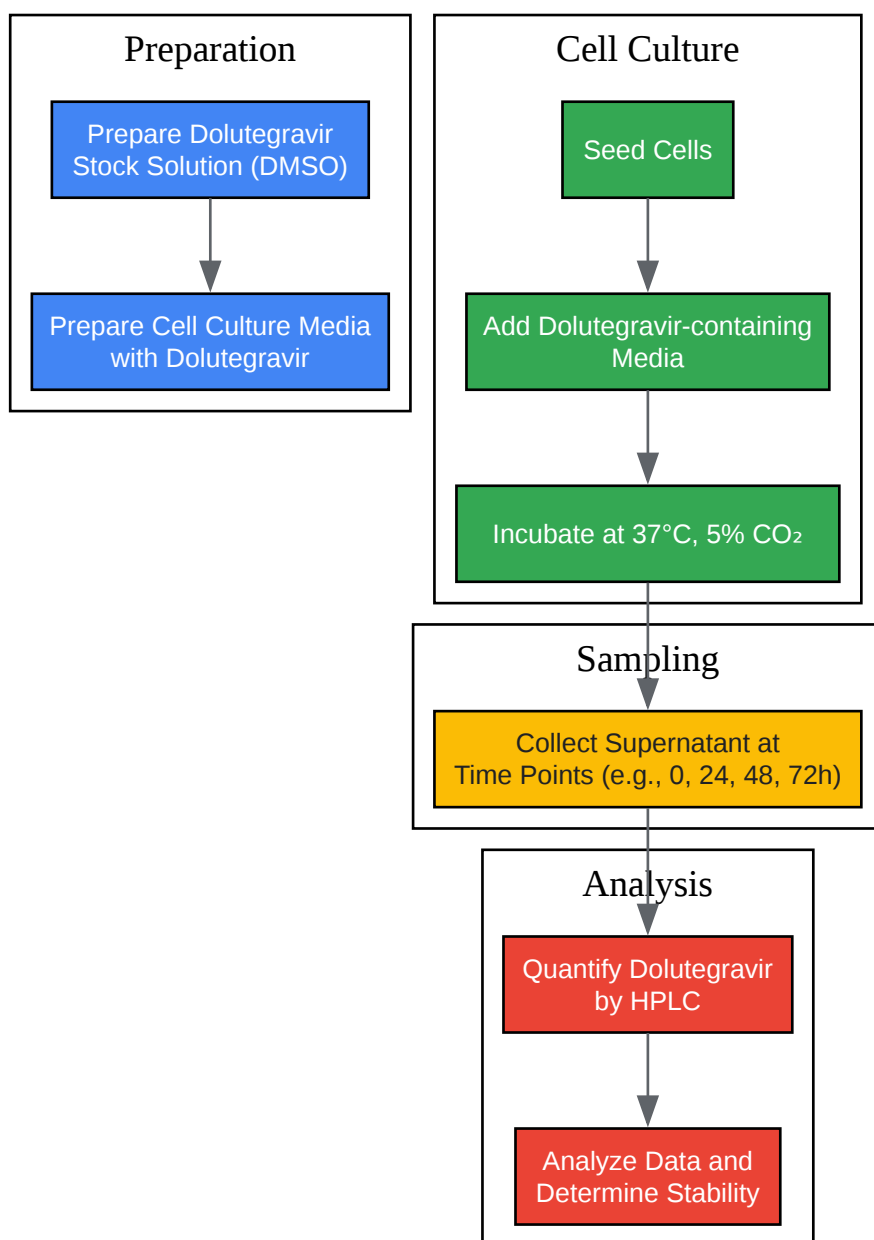 Preparation
Prepare Dolutegravir
Stock Solution (DMSO)
Prepare Cell Culture Media
with Dolutegravir
Cell Culture
Seed Cells
Add Dolutegravir-containing
Media
Incubate at 37°C, 5% CO₂
Sampling
Collect Supernatant at
Time Points (e.g., 0, 24, 48, 72h)
Analysis
Quantify Dolutegravir
by HPLC
Analyze Data and
Determine Stability